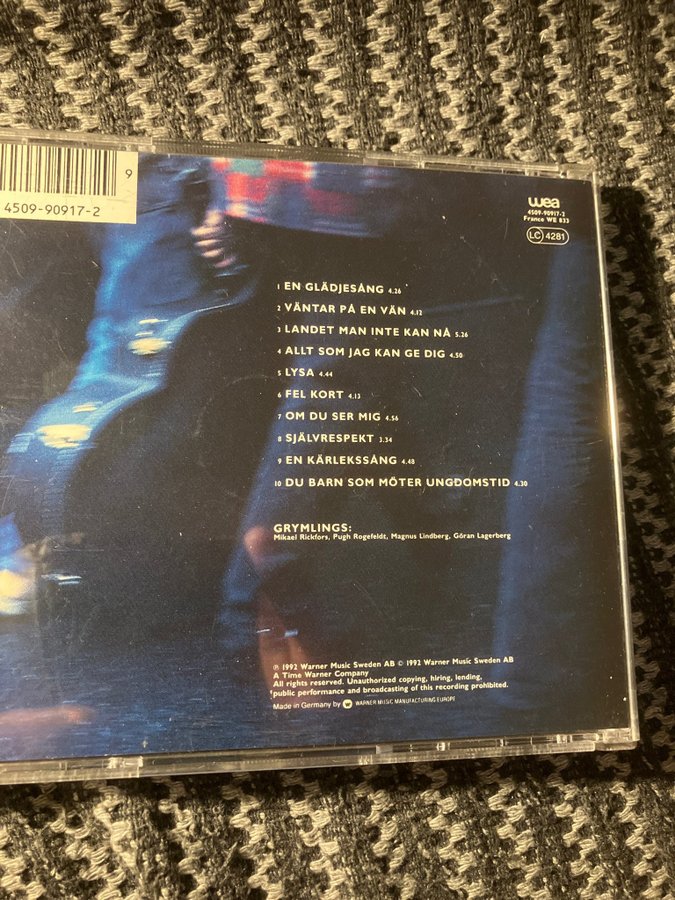 9
4509-90917-2
wea
4509-90917-2
France WE 833
LC 4281
1 EN GLÄDJESÅNG 4.26
2 VÄNTAR PÅ EN VÄN 4.12
3 LANDET MAN INTE KAN NÅ 5.26
4 ALLT SOM JAG KAN GE DIG 4.50
5 LYSA 4.44
6 FEL KORT 4.13
7 OM DU SER MIG 4.56
8 SJÄLVRESPEKT 3.34
9 EN KÄRLEKSSÅNG 4.48
10 DU BARN SOM MÖTER UNGDOMSTID 4.30
GRYMLINGS:
Mikael Rickfors, Pugh Rogefeldt, Magnus Lindberg, Göran Lagerberg
℗ 1992 Warner Music Sweden AB © 1992 Warner Music Sweden AB
A Time Warner Company
All rights reserved. Unauthorized copying, hiring, lending,
public performance and broadcasting of this recording prohibited.
Made in Germany by WARNER MUSIC MANUFACTURING EUROPE